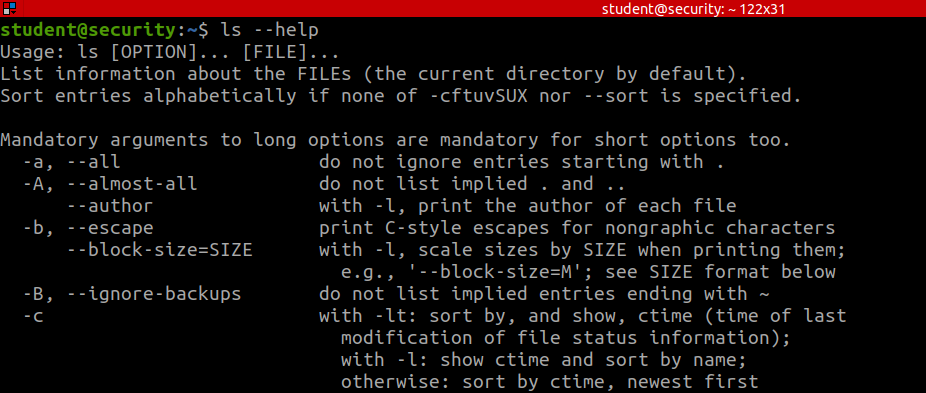 student@security: ~ 122x31
student@security:~$ ls --help
Usage: ls [OPTION]... [FILE]...
List information about the FILEs (the current directory by default).
Sort entries alphabetically if none of -cftuvSUX nor --sort is specified.

Mandatory arguments to long options are mandatory for short options too.
  -a, --all                  do not ignore entries starting with .
  -A, --almost-all           do not list implied . and ..
      --author               with -l, print the author of each file
  -b, --escape               print C-style escapes for nongraphic characters
      --block-size=SIZE      with -l, scale sizes by SIZE when printing them;
                               e.g., '--block-size=M'; see SIZE format below
  -B, --ignore-backups       do not list implied entries ending with ~
  -c                         with -lt: sort by, and show, ctime (time of last
                               modification of file status information);
                               with -l: show ctime and sort by name;
                               otherwise: sort by ctime, newest first